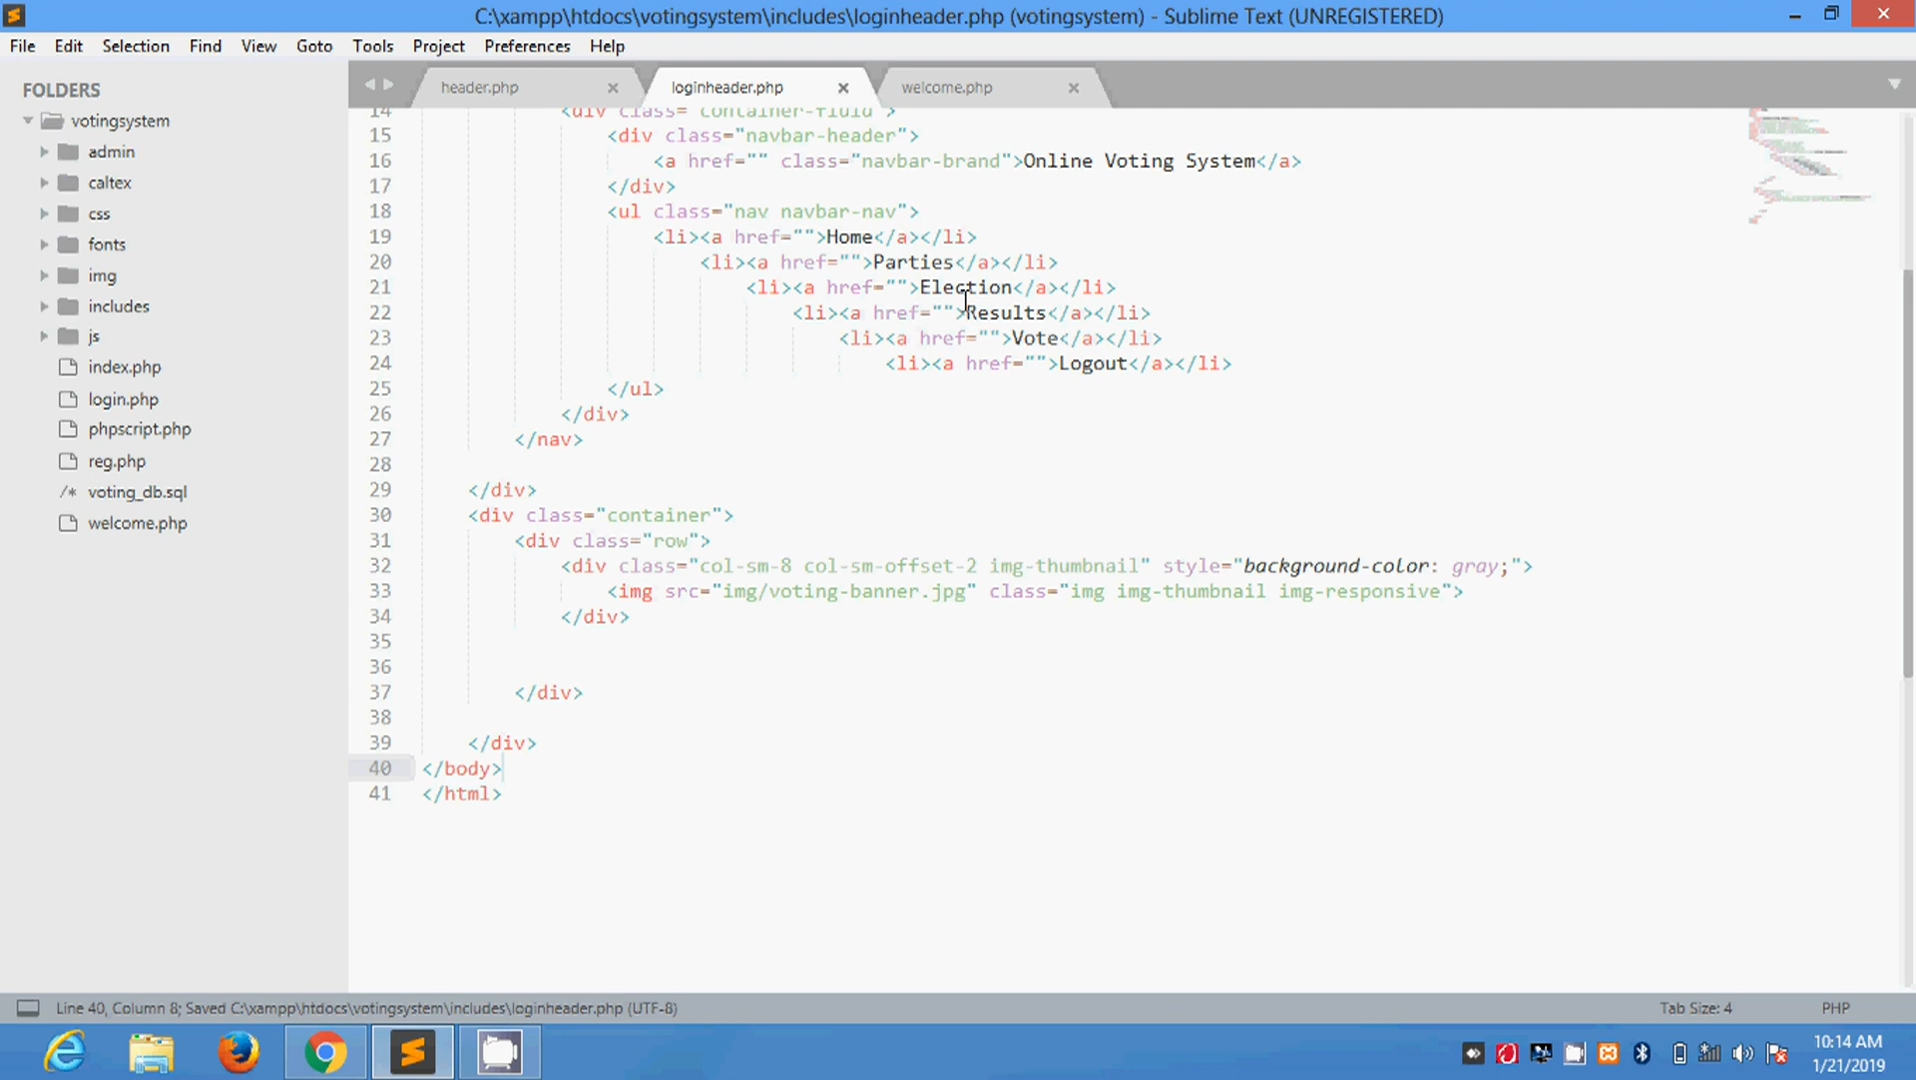 C:\xampp\htdocs\votingsystem\includes\loginheader.php (votingsystem) - Sublime Text (UNREGISTERED)
File Edit Selection Find View Goto Tools Project Preferences Help
FOLDERS
votingsystem
admin
caltex
css
fonts
img
includes
js
index.php
login.php
phpscript.php
reg.php
/* voting_db.sql
welcome.php
header.php loginheader.php welcome.php
14 <div class="container-fluid">
15 <div class="navbar-header">
16 <a href="" class="navbar-brand">Online Voting System</a>
17 </div>
18 <ul class="nav navbar-nav">
19 <li><a href="">Home</a></li>
20 <li><a href="">Parties</a></li>
21 <li><a href="">Election</a></li>
22 <li><a href="">Results</a></li>
23 <li><a href="">Vote</a></li>
24 <li><a href="">Logout</a></li>
25 </ul>
26 </div>
27 </nav>
28
29 </div>
30 <div class="container">
31 <div class="row">
32 <div class="col-sm-8 col-sm-offset-2 img-thumbnail" style="background-color: gray;">
33 <img src="img/voting-banner.jpg" class="img img-thumbnail img-responsive">
34 </div>
35
36
37 </div>
38
39 </div>
40 </body>
41 </html>
Line 40, Column 8; Saved C:\xampp\htdocs\votingsystem\includes\loginheader.php (UTF-8)
Tab Size: 4
PHP
10:14 AM
1/21/2019